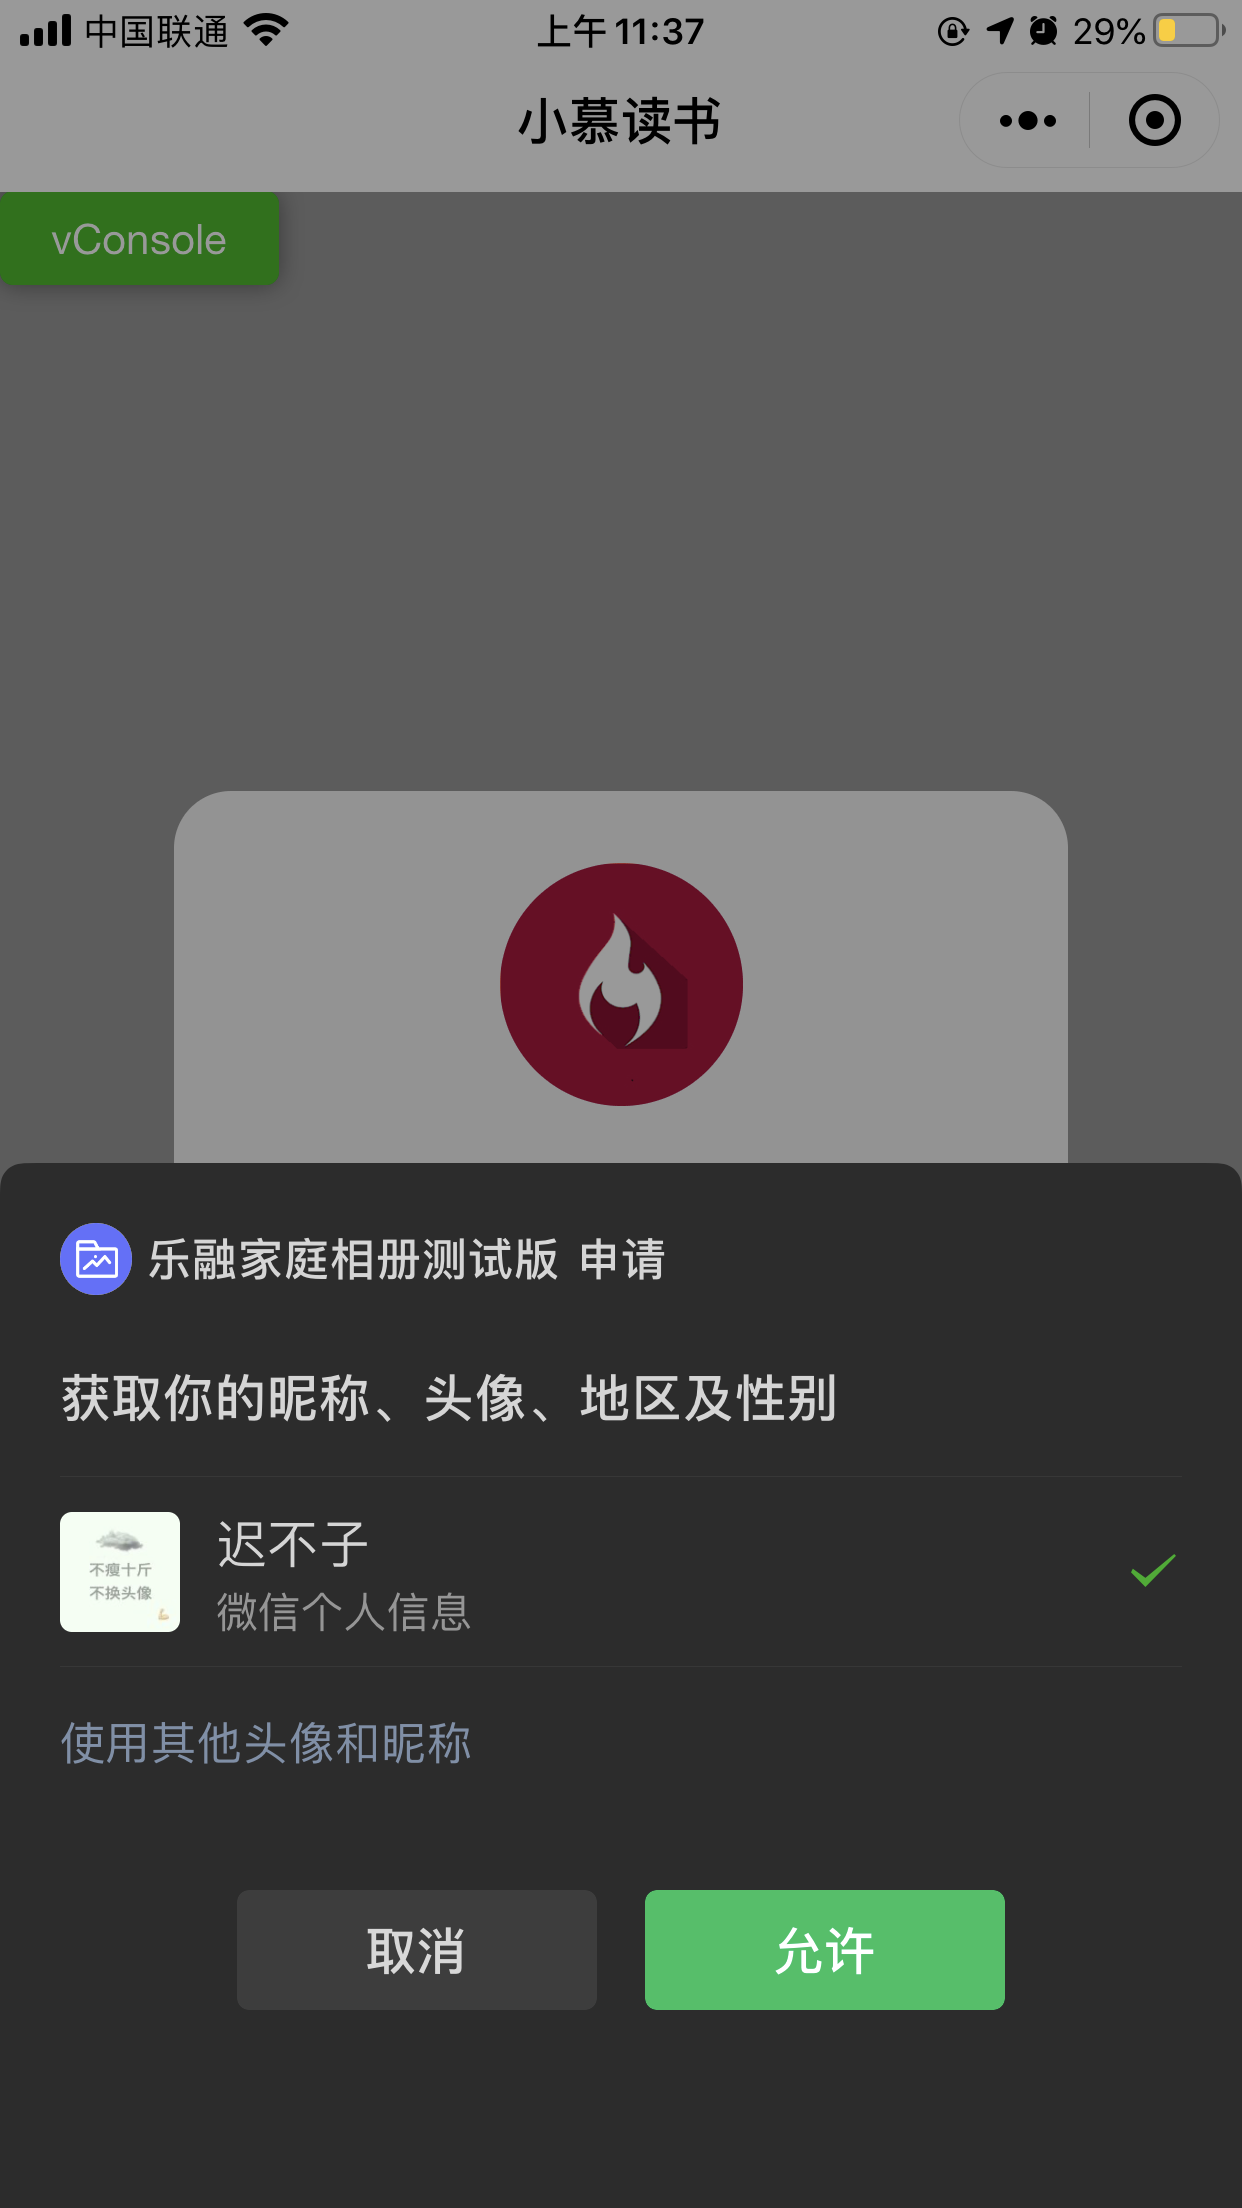 中国联通
上午 11:37
29%
小慕读书
vConsole
乐融家庭相册测试版 申请
获取你的昵称、头像、地区及性别
不瘦十斤
不换头像
迟不子
微信个人信息
使用其他头像和昵称
取消
允许